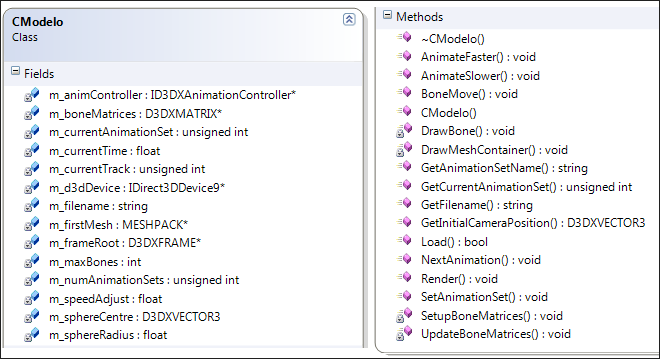 CModelo
Class
Fields
m_animController : ID3DXAnimationController*
m_boneMatrices : D3DXMATRIX*
m_currentAnimationSet : unsigned int
m_currentTime : float
m_currentTrack : unsigned int
m_d3dDevice : IDirect3DDevice9*
m_filename : string
m_firstMesh : MESHPACK*
m_frameRoot : D3DXFRAME*
m_maxBones : int
m_numAnimationSets : unsigned int
m_speedAdjust : float
m_sphereCentre : D3DXVECTOR3
m_sphereRadius : float
Methods
~CModelo()
AnimateFaster() : void
AnimateSlower() : void
BoneMove() : void
CModelo()
DrawBone() : void
DrawMeshContainer() : void
GetAnimationSetName() : string
GetCurrentAnimationSet() : unsigned int
GetFilename() : string
GetInitialCameraPosition() : D3DXVECTOR3
Load() : bool
NextAnimation() : void
Render() : void
SetAnimationSet() : void
SetupBoneMatrices() : void
UpdateBoneMatrices() : void